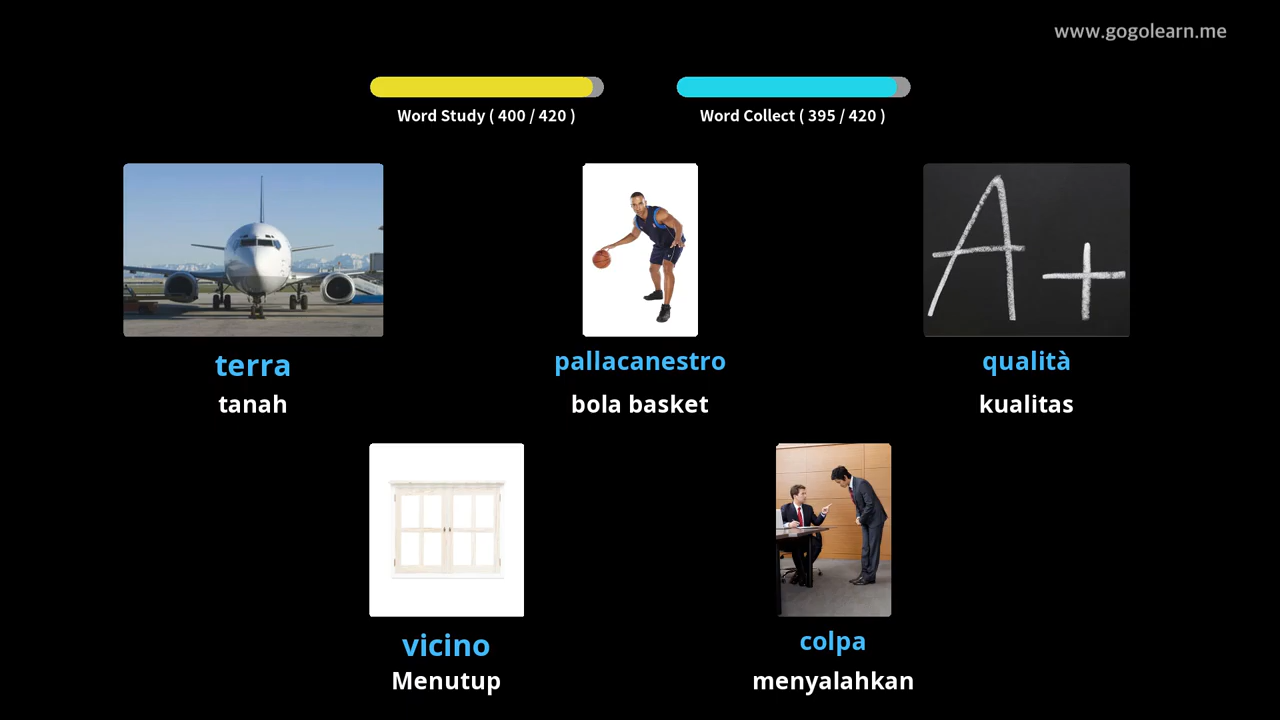 www.gogolearn.me
Word Study ( 400 / 420 )
Word Collect ( 395 / 420 )
A+
terra
tanah
pallacanestro
bola basket
qualità
kualitas
vicino
Menutup
colpa
menyalahkan